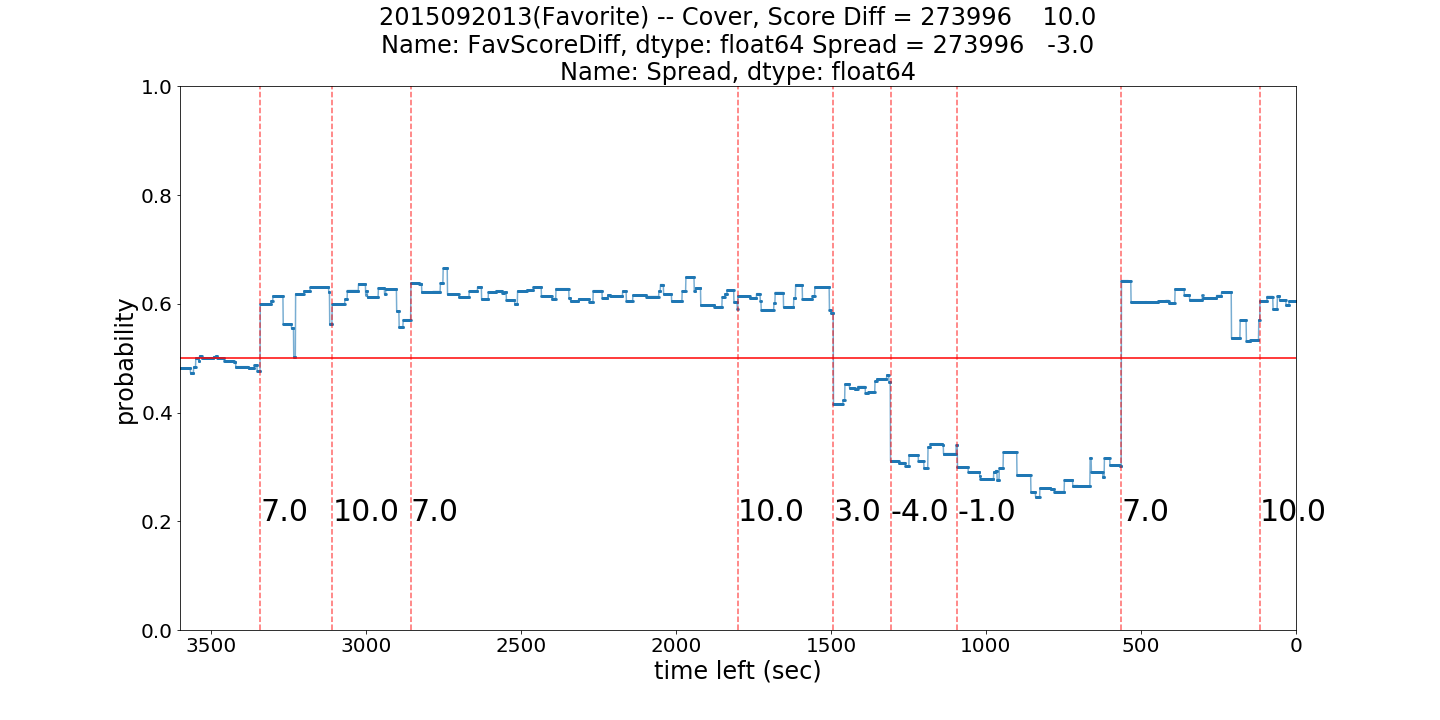 2015092013(Favorite) -- Cover, Score Diff = 273996    10.0
Name: FavScoreDiff, dtype: float64 Spread = 273996   -3.0
Name: Spread, dtype: float64
1.0
0.8
0.6
0.4
0.2
0.0
probability
7.0 10.0 7.0 10.0 3.0 -4.0 -1.0 7.0 10.0
3500 3000 2500 2000 1500 1000 500 0
time left (sec)